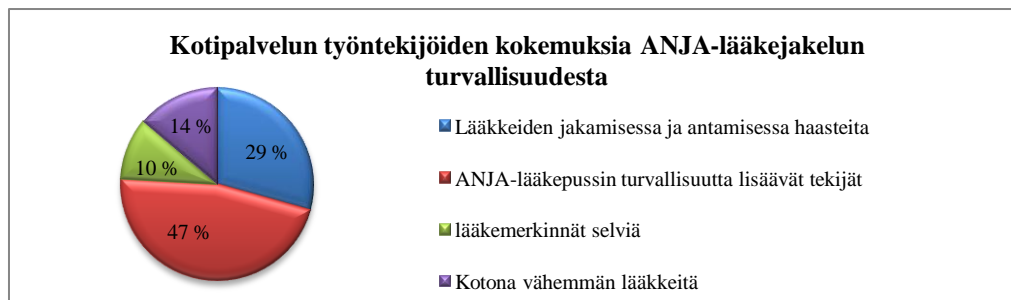 Kotipalvelun työntekijöiden kokemuksia ANJA-lääkejakelun
turvallisuudesta
14 %
29 %
10 %
47 %
Lääkkeiden jakamisessa ja antamisessa haasteita
ANJA-lääkepussin turvallisuutta lisäävät tekijät
lääkemerkinnät selviä
Kotona vähemmän lääkkeitä